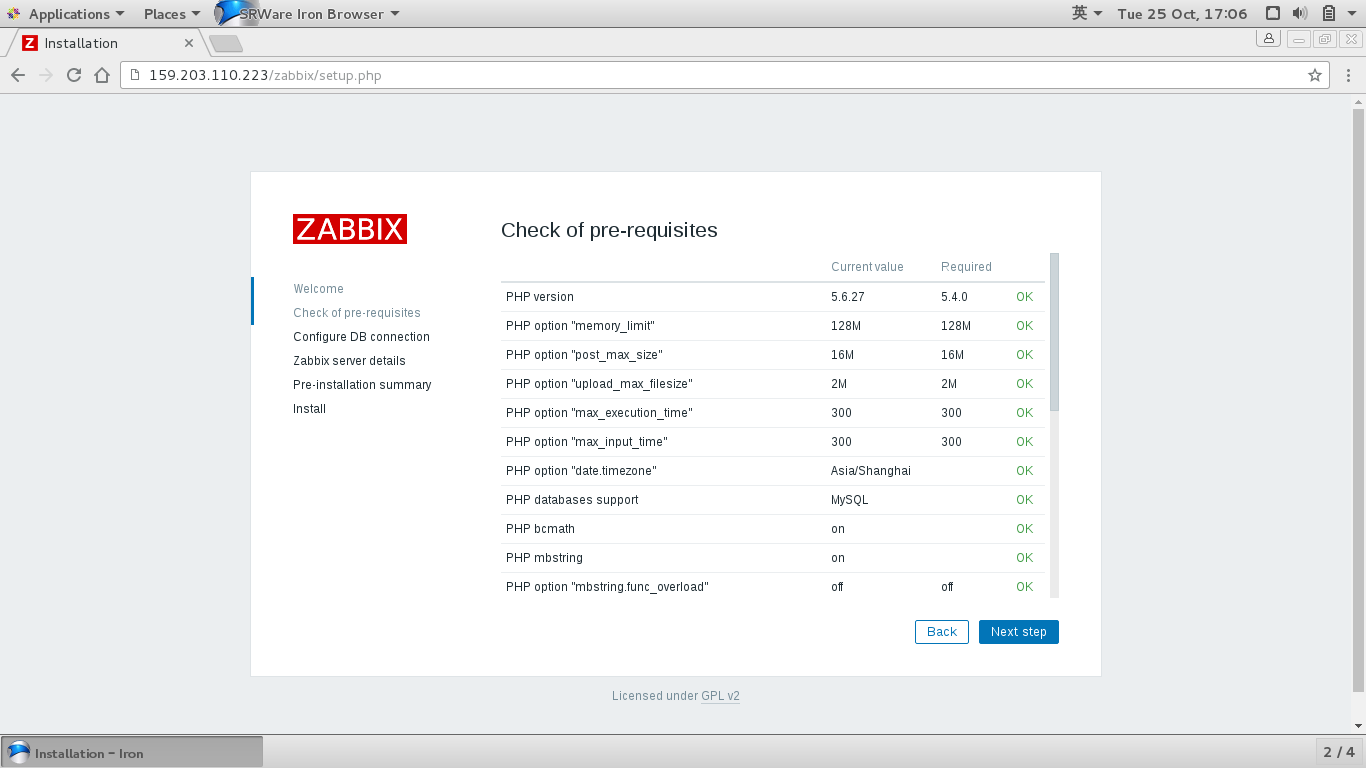 Applications Places SRWare Iron Browser 英 Tue 25 Oct, 17:06
Z Installation
159.203.110.223/zabbix/setup.php
ZABBIX
Welcome
Check of pre-requisites
Configure DB connection
Zabbix server details
Pre-installation summary
Install
Check of pre-requisites
Current value Required
PHP version 5.6.27 5.4.0 OK
PHP option "memory_limit" 128M 128M OK
PHP option "post_max_size" 16M 16M OK
PHP option "upload_max_filesize" 2M 2M OK
PHP option "max_execution_time" 300 300 OK
PHP option "max_input_time" 300 300 OK
PHP option "date.timezone" Asia/Shanghai OK
PHP databases support MySQL OK
PHP bcmath on OK
PHP mbstring on OK
PHP option "mbstring.func_overload" off off OK
Back Next step
Licensed under GPL v2
Installation - Iron 2 / 4